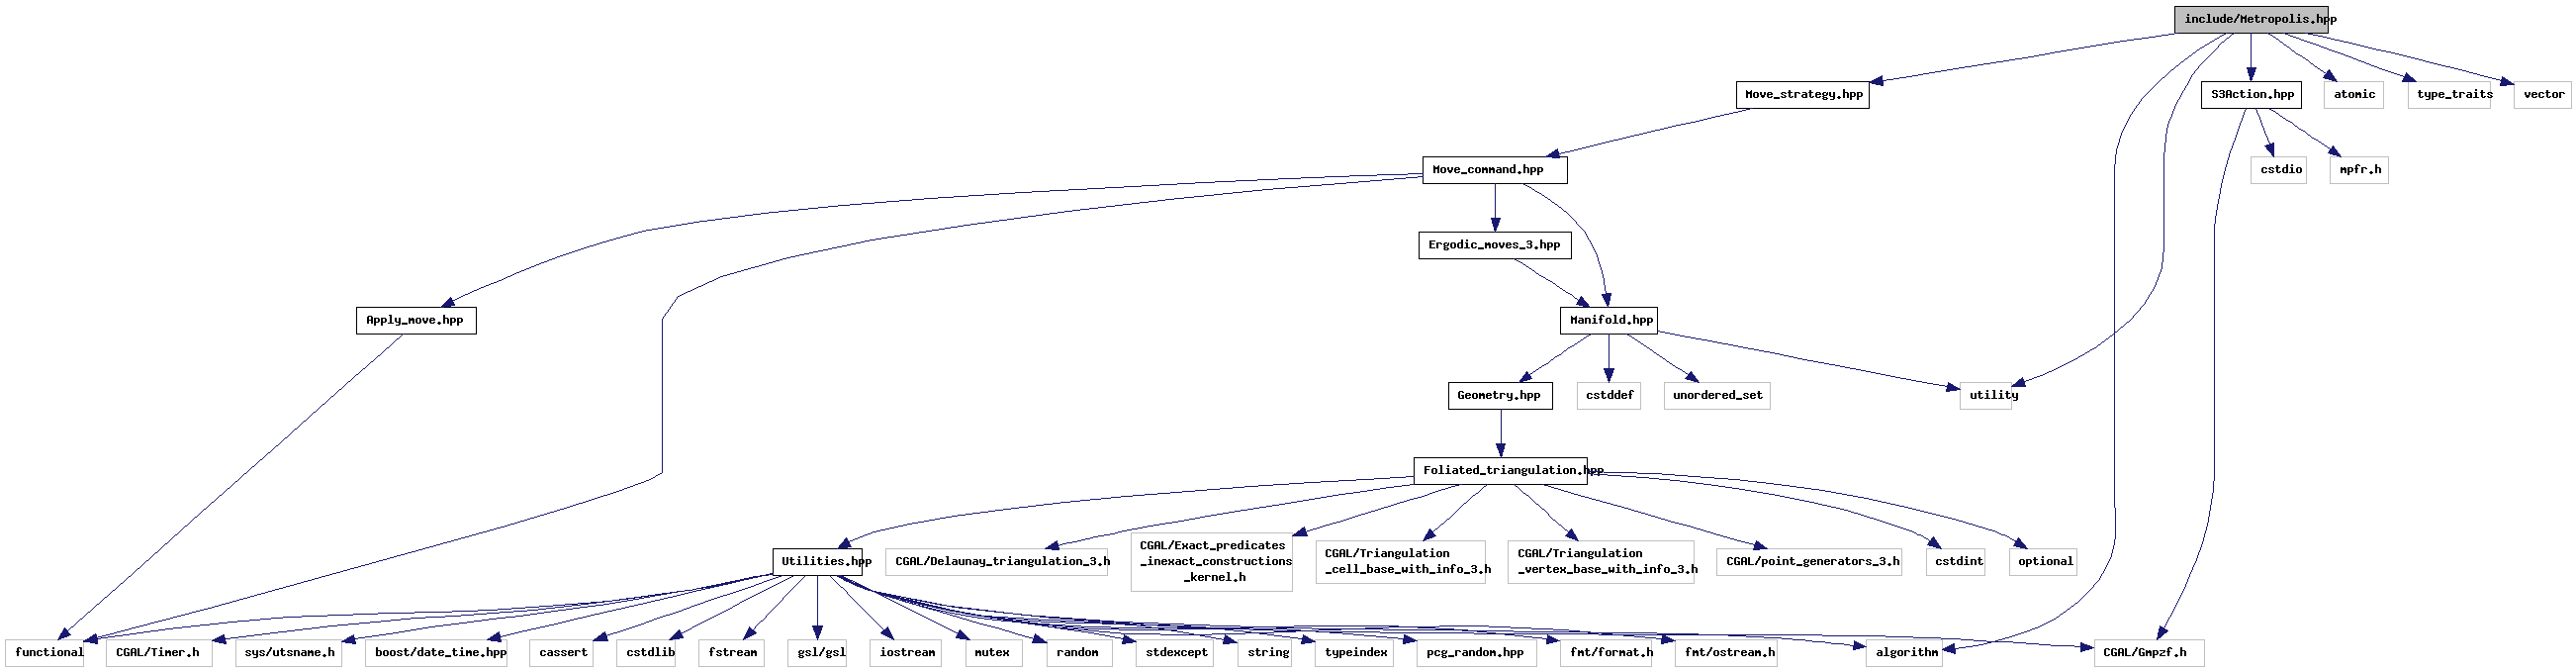 include/Metropolis.hpp
Move_strategy.hpp
S3Action.hpp
atomic
type_traits
vector
Move_command.hpp
cstdio
mpfr.h
Ergodic_moves_3.hpp
Apply_move.hpp
Manifold.hpp
Geometry.hpp
cstddef
unordered_set
utility
Foliated_triangulation.hpp
Utilities.hpp
CGAL/Delaunay_triangulation_3.h
CGAL/Exact_predicates
_inexact_constructions
_kernel.h
CGAL/Triangulation
_cell_base_with_info_3.h
CGAL/Triangulation
_vertex_base_with_info_3.h
CGAL/point_generators_3.h
cstdint
optional
functional
CGAL/Timer.h
sys/utsname.h
boost/date_time.hpp
cassert
cstdlib
fstream
gsl/gsl
iostream
mutex
random
stdexcept
string
typeindex
pcg_random.hpp
fmt/format.h
fmt/ostream.h
algorithm
CGAL/Gmpzf.h